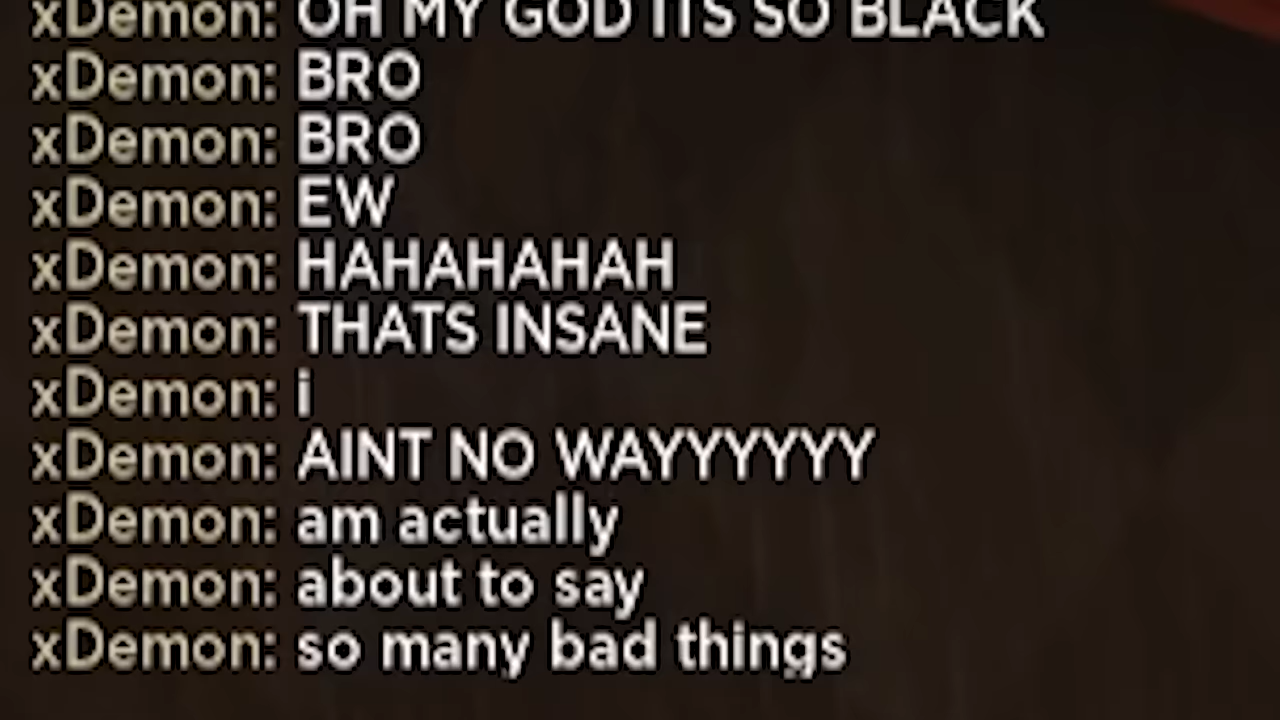 xDemon: OH MY GOD ITS SO BLACK
xDemon: BRO
xDemon: BRO
xDemon: EW
xDemon: HAHAHAHAH
xDemon: THATS INSANE
xDemon: i
xDemon: AINT NO WAYYYYYY
xDemon: am actually
xDemon: about to say
xDemon: so many bad things